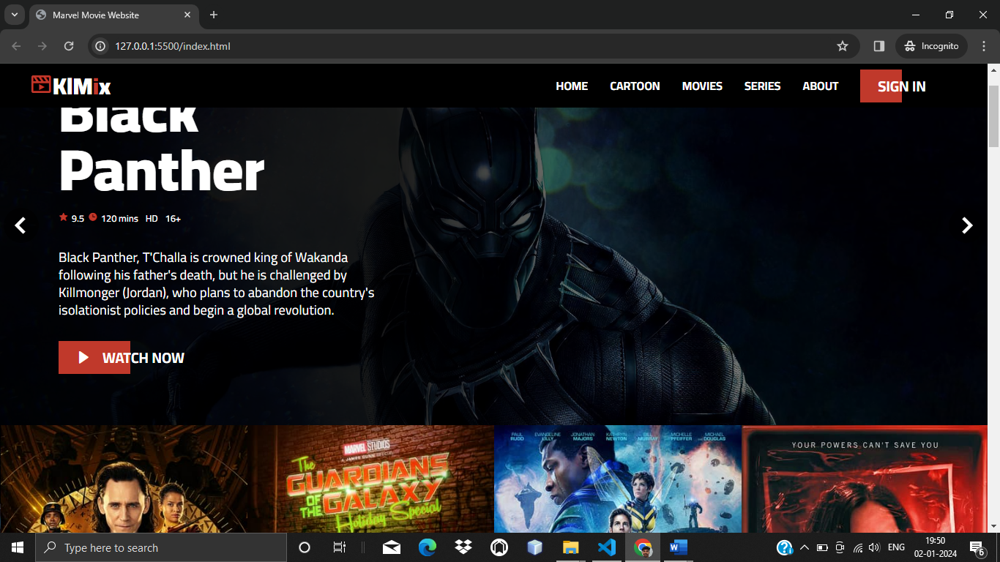 Marvel Movie Website
127.0.0.1:5500/index.html
Incognito
KIMix
HOME CARTOON MOVIES SERIES ABOUT SIGN IN
Black
Panther
9.5 120 mins HD 16+
Black Panther, T'Challa is crowned king of Wakanda
following his father's death, but he is challenged by
Killmonger (Jordan), who plans to abandon the country's
isolationist policies and begin a global revolution.
WATCH NOW
MARVEL STUDIOS
A JAMES GUNN SPECIAL
The
GUARDIANS
OF THE GALAXY
Holiday Special
PAUL RUDD EVANGELINE LILLY JONATHAN MAJORS KATHRYN NEWTON BILL MURRAY MICHELLE PFEIFFER MICHAEL DOUGLAS
YOUR POWERS CAN'T SAVE YOU
Type here to search
ENG
19:50
02-01-2024
6